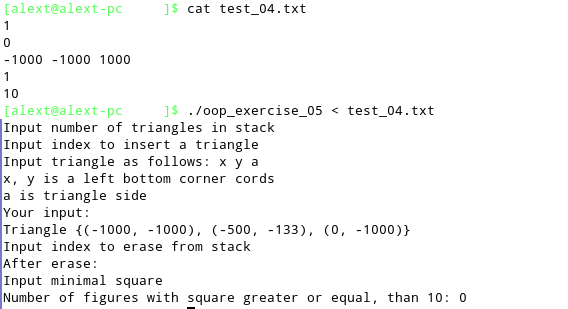 [alext@alext-pc     ]$ cat test_04.txt
1
0
-1000 -1000 1000
1
10
[alext@alext-pc     ]$ ./oop_exercise_05 < test_04.txt
Input number of triangles in stack
Input index to insert a triangle
Input triangle as follows: x y a
x, y is a left bottom corner cords
a is triangle side
Your input:
Triangle {(-1000, -1000), (-500, -133), (0, -1000)}
Input index to erase from stack
After erase:
Input minimal square
Number of figures with square greater or equal, than 10: 0